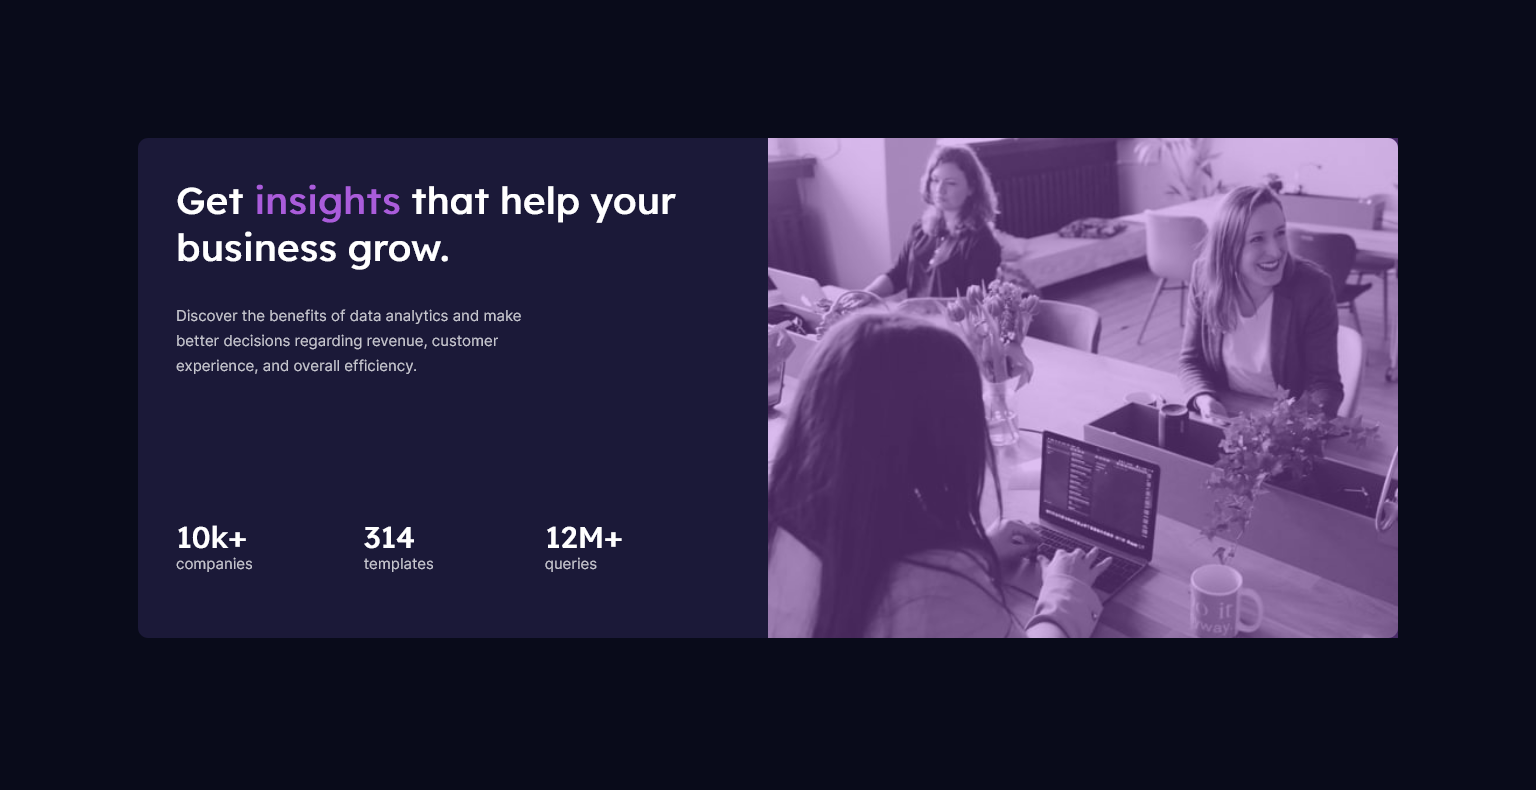 Get insights that help your
business grow.
Discover the benefits of data analytics and make
better decisions regarding revenue, customer
experience, and overall efficiency.
10k+
companies
314
templates
12M+
queries